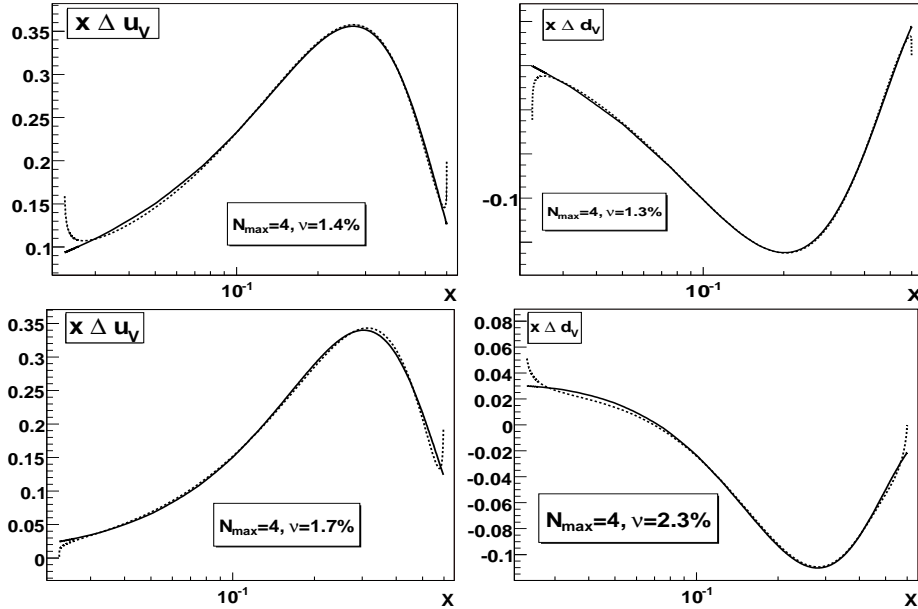 x Δ u_V
0.35
0.3
0.25
0.2
0.15
0.1
N_max=4, ν=1.4%
10^-1
X
x Δ d_V
-0.1
N_max=4, ν=1.3%
10^-1
X
x Δ u_V
0.35
0.3
0.25
0.2
0.15
0.1
0.05
0
N_max=4, ν=1.7%
10^-1
X
x Δ d_V
0.08
0.06
0.04
0.02
0
-0.02
-0.04
-0.06
-0.08
-0.1
N_max=4, ν=2.3%
10^-1
X